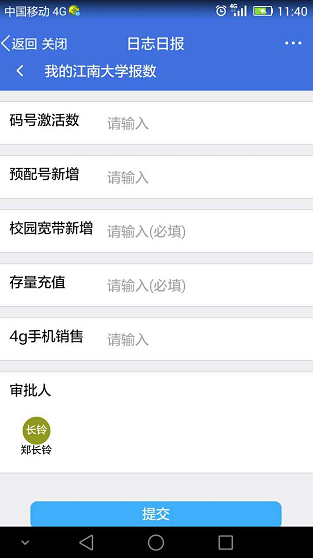 中国移动 4G 4G 11:40
返回 关闭 日志日报
我的江南大学报数
码号激活数 请输入
预配号新增 请输入
校园宽带新增 请输入(必填)
存量充值 请输入(必填)
4g手机销售 请输入
审批人
长铃
郑长铃
提交